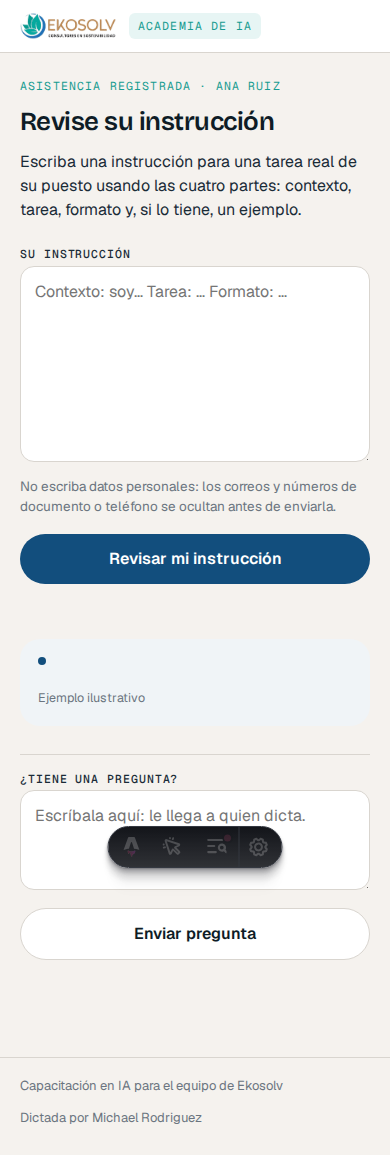 EKOSOLV
ACADEMIA DE IA
ASISTENCIA REGISTRADA · ANA RUIZ
Revise su instrucción
Escriba una instrucción para una tarea real de
su puesto usando las cuatro partes: contexto,
tarea, formato y, si lo tiene, un ejemplo.
SU INSTRUCCIÓN
Contexto: soy… Tarea: … Formato: …
No escriba datos personales: los correos y números de
documento o teléfono se ocultan antes de enviarla.
Revisar mi instrucción
Ejemplo ilustrativo
¿TIENE UNA PREGUNTA?
Escríbala aquí: le llega a quien dicta.
Enviar pregunta
Capacitación en IA para el equipo de Ekosolv
Dictada por Michael Rodriguez